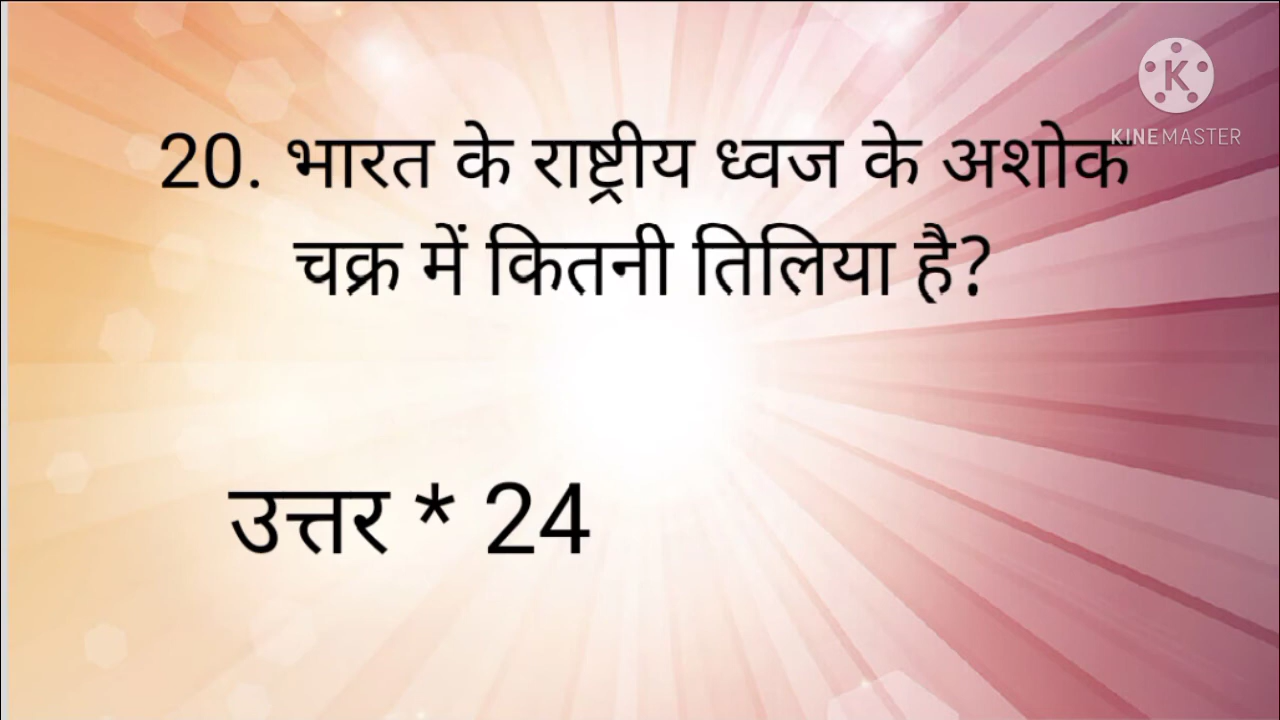 KINEMASTER
20. भारत के राष्ट्रीय ध्वज के अशोक
चक्र में कितनी तिलिया है?
उत्तर * 24